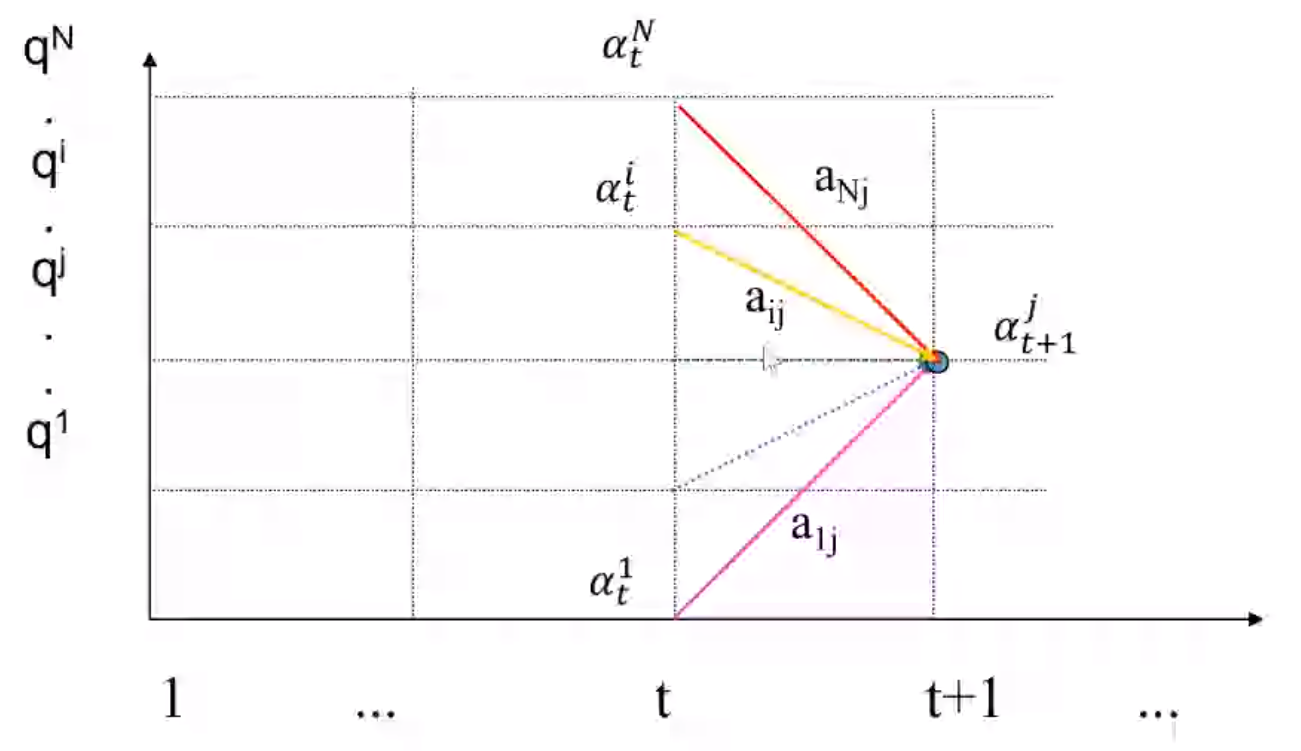 q^N
α_t^N
.
q^i
α_t^i
a_Nj
.
q^j
a_ij
α_{t+1}^j
.
.
q^1
a_1j
α_t^1
1 ... t t+1 ...